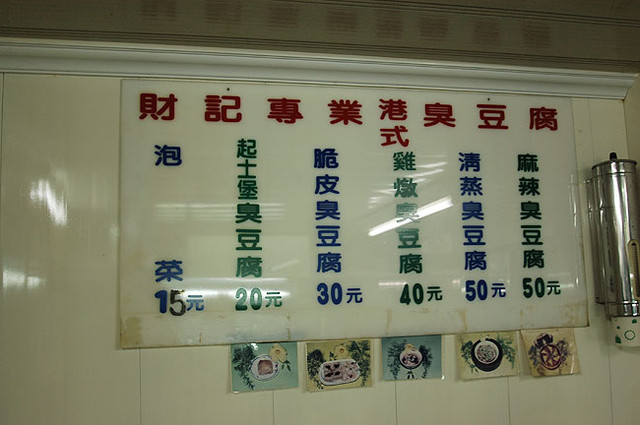 財記專業港式臭豆腐
泡菜 15元
起士堡臭豆腐 20元
脆皮臭豆腐 30元
雞燉臭豆腐 40元
清蒸臭豆腐 50元
麻辣臭豆腐 50元